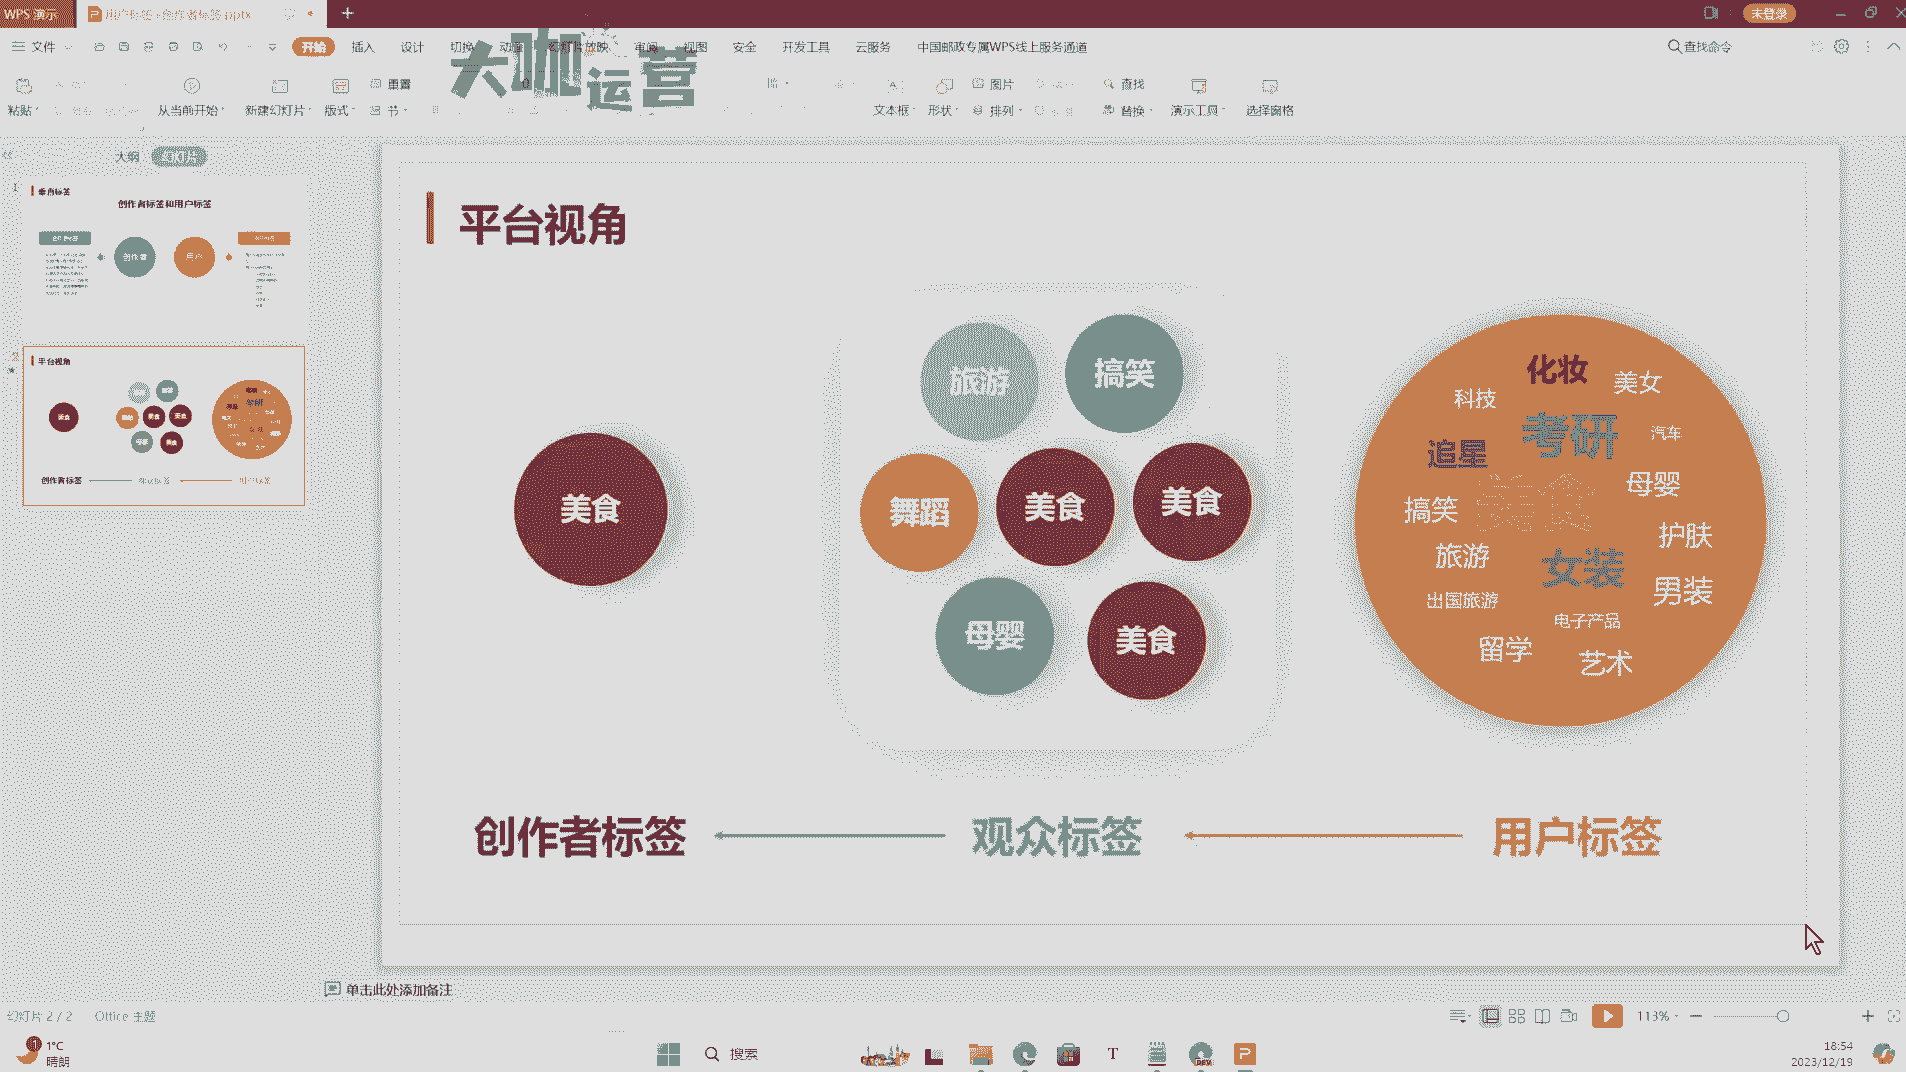 WPS 演示
用户标签+创作者标签.pptx
未登录
文件
开始
插入
设计
切换
动画
幻灯片放映
审阅
视图
安全
开发工具
云服务
中国邮政专属WPS线上服务通道
查找命令
大咖运营
粘贴
从当前开始
新建幻灯片
版式
重置
节
文本框
形状
图片
排列
查找
替换
演示工具
选择窗格
大纲
幻灯片
1
垂直标签
创作者标签和用户标签
创作者
用户
2
平台视角
美食
舞蹈
美食
美食
母婴
美食
考研
创作者标签
观众标签
用户标签
平台视角
美食
旅游
搞笑
舞蹈
美食
美食
母婴
美食
化妆
美女
科技
考研
汽车
追星
母婴
搞笑
美食
护肤
旅游
女装
男装
出国旅游
电子产品
留学
艺术
创作者标签
观众标签
用户标签
单击此处添加备注
幻灯片 2 / 2
Office 主题
113%
1°C
晴朗
搜索
18:54
2023/12/19